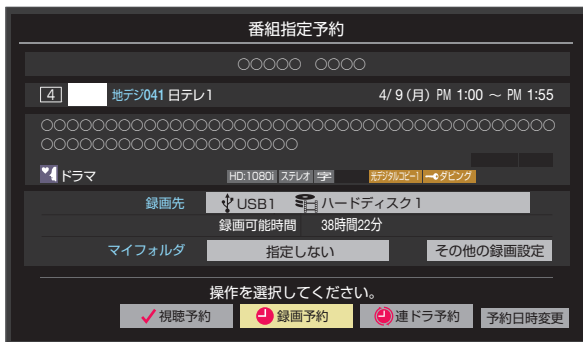 番組指定予約
○○○○○ ○○○○
4 地デジ041 日テレ1 4/ 9(月) PM 1:00 ~ PM 1:55
○○○○○○○○○○○○○○○○○○○○○○○○○○○○○○○○○○○○○○○○
○○○○○○○○○○○○○○○○○○○○
ドラマ HD:1080i ステレオ 字 光デジタルコピー1 ダビング
録画先 USB1 ハードディスク1
録画可能時間 38時間22分
マイフォルダ 指定しない その他の録画設定
操作を選択してください。
視聴予約 録画予約 連ドラ予約 予約日時変更